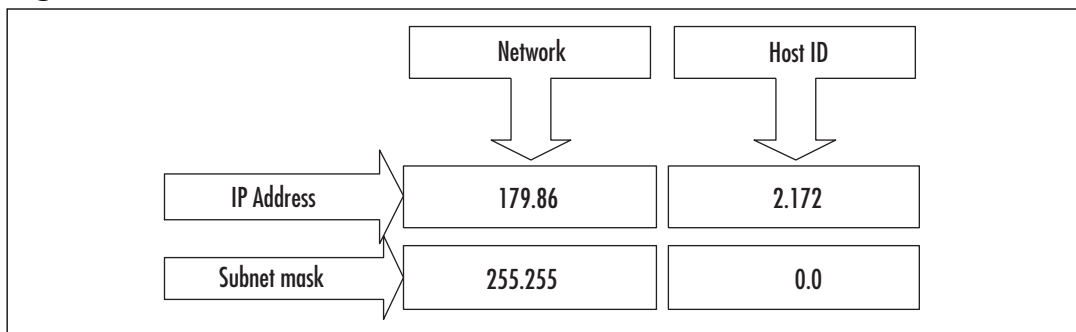 Network Host ID
IP Address 179.86 2.172
Subnet mask 255.255 0.0